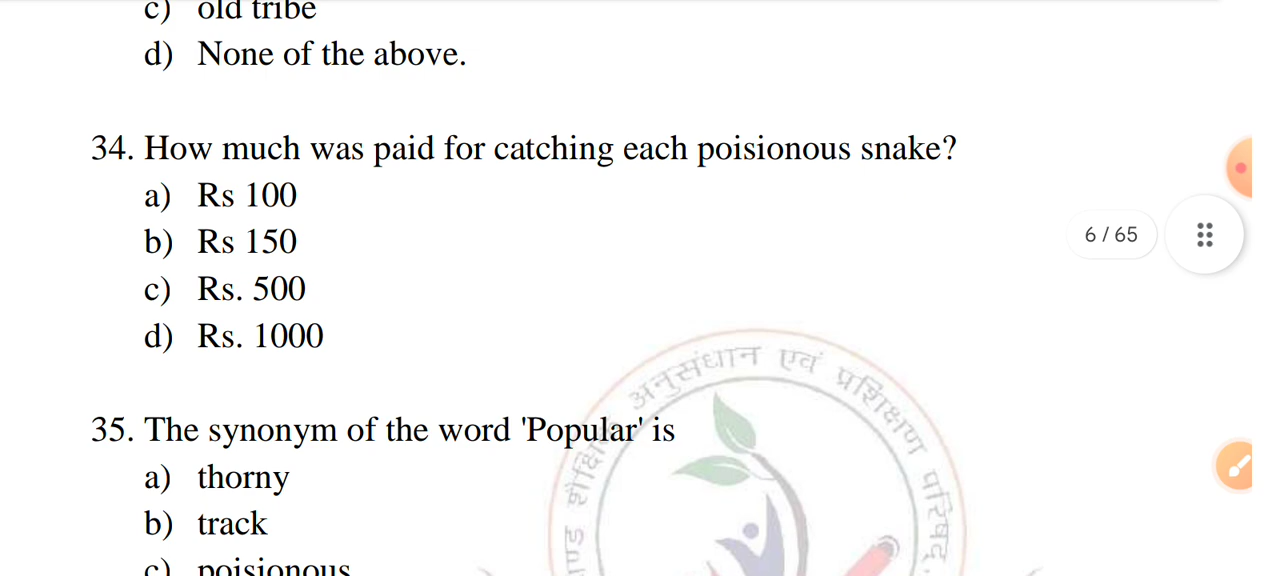 c) old tribe
d) None of the above.
34. How much was paid for catching each poisionous snake?
a) Rs 100
b) Rs 150
c) Rs. 500
d) Rs. 1000
6 / 65
35. The synonym of the word 'Popular' is
a) thorny
b) track
c) poisionous
अनुसंधान एवं प्रशिक्षण परिषद्